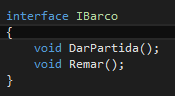 interface IBarco
{
    void DarPartida();
    void Remar();
}